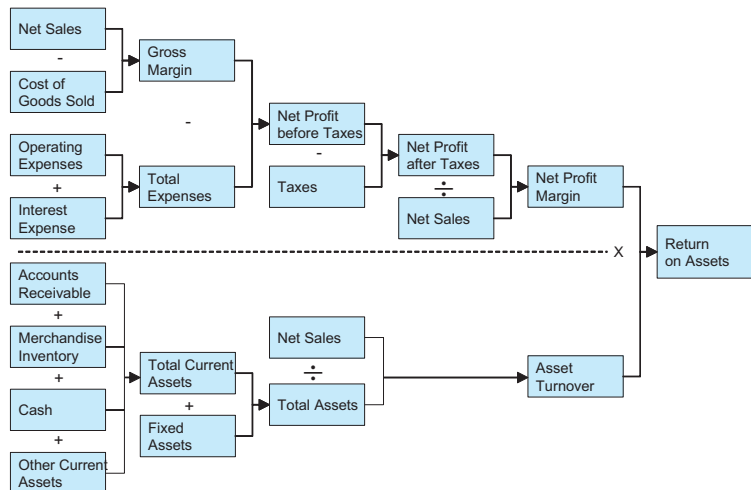 Net Sales
-
Cost of
Goods Sold
Gross
Margin
-
Operating
Expenses
+
Interest
Expense
Total
Expenses
Net Profit
before Taxes
-
Taxes
Net Profit
after Taxes
÷
Net Sales
Net Profit
Margin
X
Return
on Assets
Accounts
Receivable
+
Merchandise
Inventory
+
Cash
+
Other Current
Assets
Total Current
Assets
+
Fixed
Assets
Net Sales
÷
Total Assets
Asset
Turnover